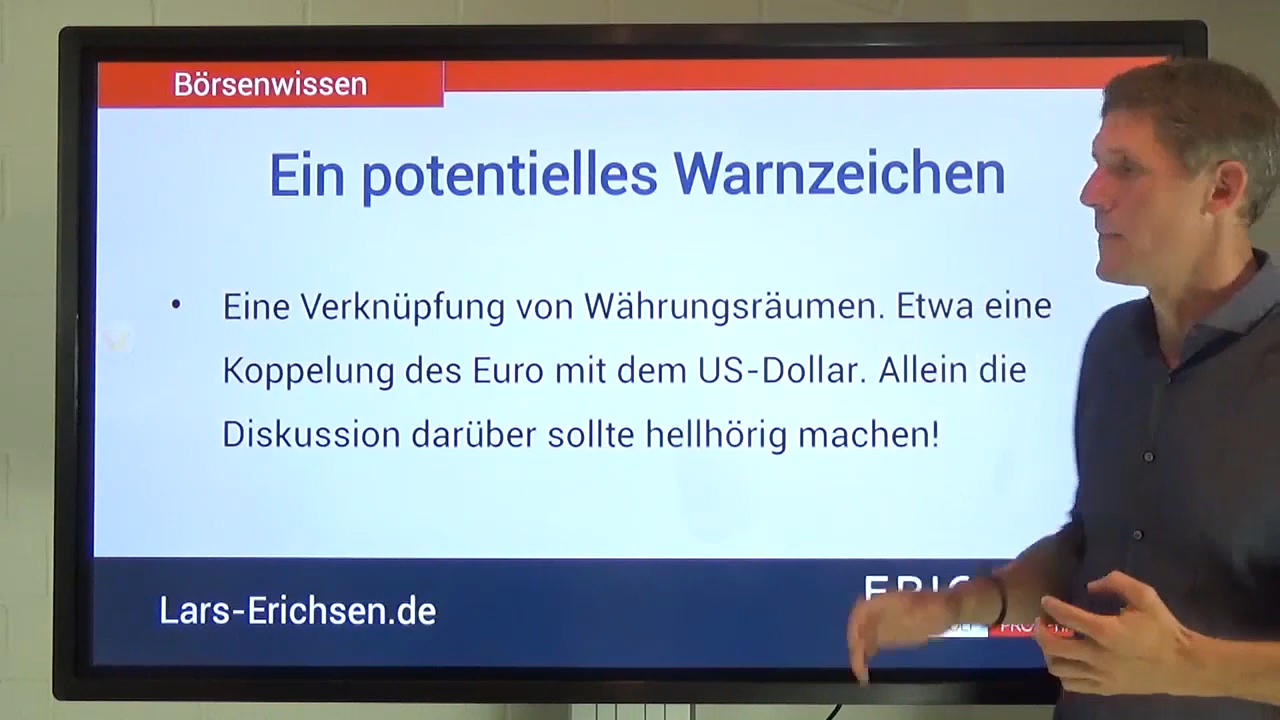 Börsenwissen
Ein potentielles Warnzeichen
• Eine Verknüpfung von Währungsräumen. Etwa eine
Koppelung des Euro mit dem US-Dollar. Allein die
Diskussion darüber sollte hellhörig machen!
Lars-Erichsen.de